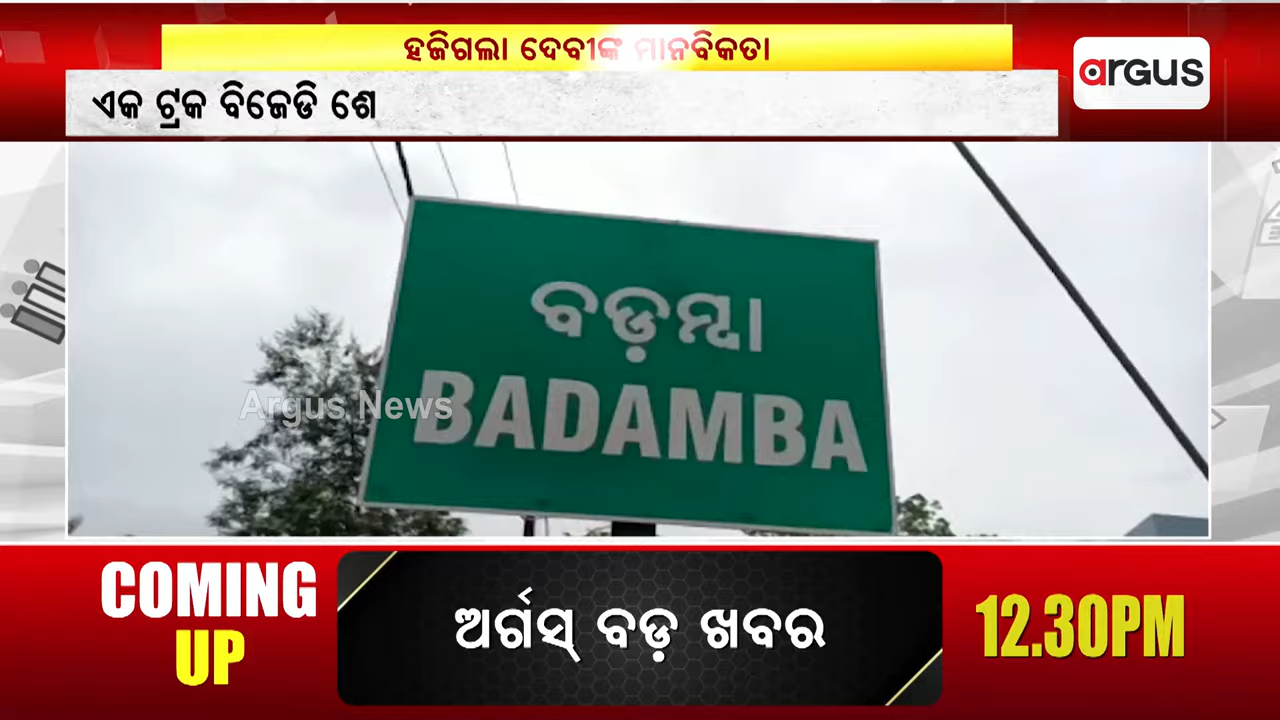 ହଜିଗଲା ଦେବୀଙ୍କ ମାନବିକତା
argus
ଏକ ଟ୍ରକ ବିଜେଡି ଶେ
ବଡ଼ମ୍ବା
BADAMBA
Argus News
COMING
UP
ଅର୍ଗସ୍ ବଡ଼ ଖବର
12.30PM